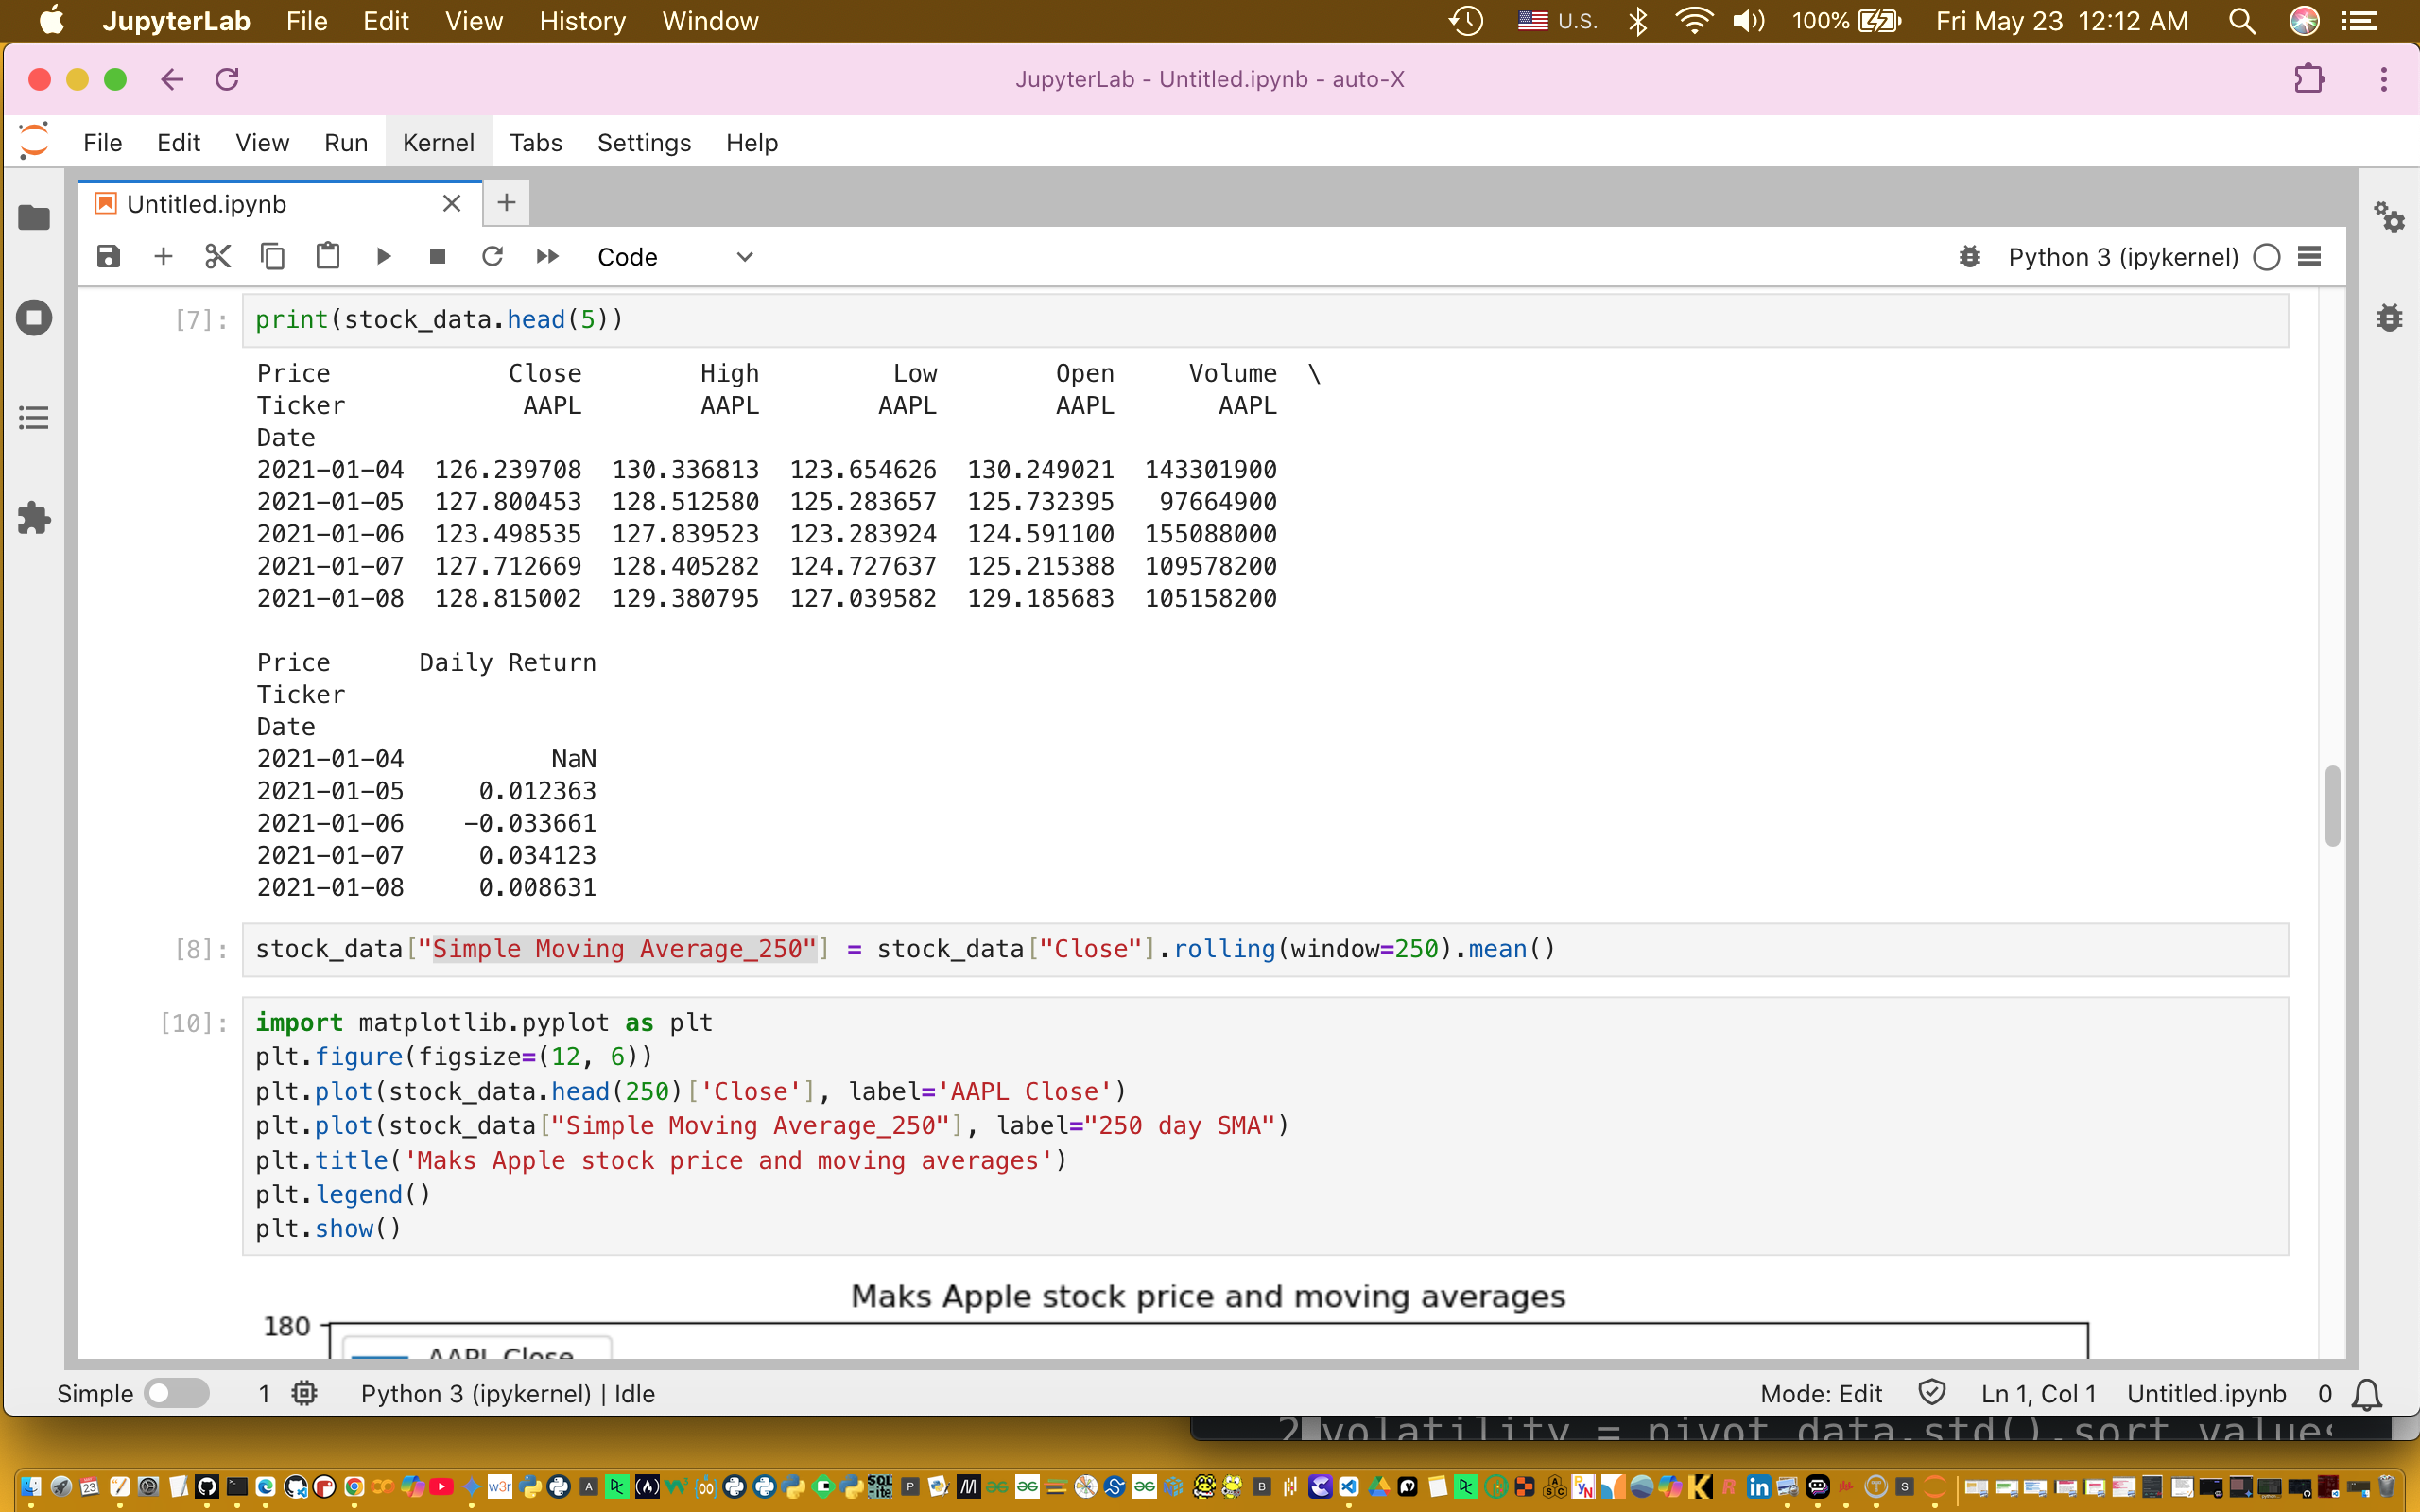 JupyterLab File Edit View History Window U.S. 100% Fri May 23 12:12 AM
JupyterLab - Untitled.ipynb - auto-X
File Edit View Run Kernel Tabs Settings Help
Untitled.ipynb
Code Python 3 (ipykernel)
[7]: print(stock_data.head(5))
Price Close High Low Open Volume \
Ticker AAPL AAPL AAPL AAPL AAPL
Date
2021-01-04 126.239708 130.336813 123.654626 130.249021 143301900
2021-01-05 127.800453 128.512580 125.283657 125.732395 97664900
2021-01-06 123.498535 127.839523 123.283924 124.591100 155088000
2021-01-07 127.712669 128.405282 124.727637 125.215388 109578200
2021-01-08 128.815002 129.380795 127.039582 129.185683 105158200
Price Daily Return
Ticker
Date
2021-01-04 NaN
2021-01-05 0.012363
2021-01-06 -0.033661
2021-01-07 0.034123
2021-01-08 0.008631
[8]: stock_data["Simple Moving Average_250"] = stock_data["Close"].rolling(window=250).mean()
[10]: import matplotlib.pyplot as plt
plt.figure(figsize=(12, 6))
plt.plot(stock_data.head(250)['Close'], label='AAPL Close')
plt.plot(stock_data["Simple Moving Average_250"], label="250 day SMA")
plt.title('Maks Apple stock price and moving averages')
plt.legend()
plt.show()
Maks Apple stock price and moving averages
180
AAPL Close
Simple 1 Python 3 (ipykernel) | Idle Mode: Edit Ln 1, Col 1 Untitled.ipynb 0
2 volatility = pivot_data.std().sort_values